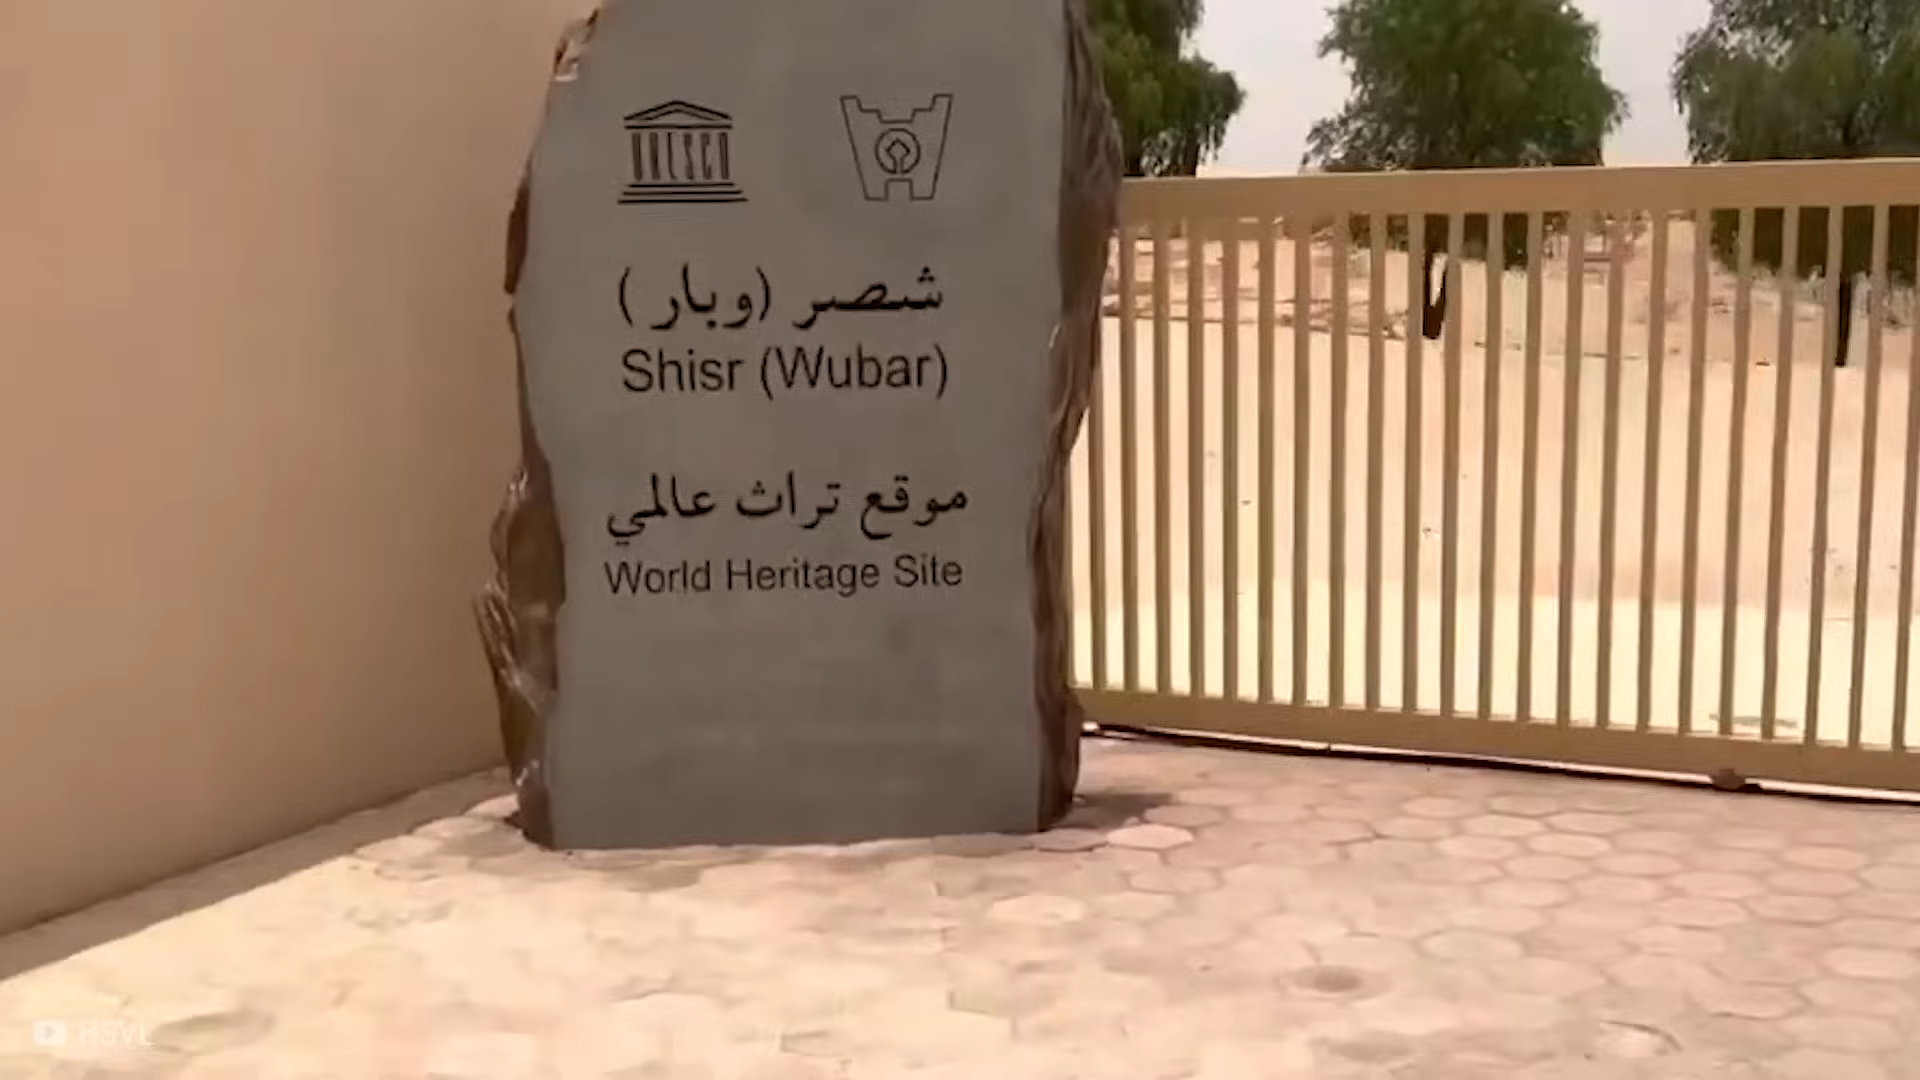 UNESCO
شصر (وبار )
Shisr (Wubar)
موقع تراث عالمي
World Heritage Site